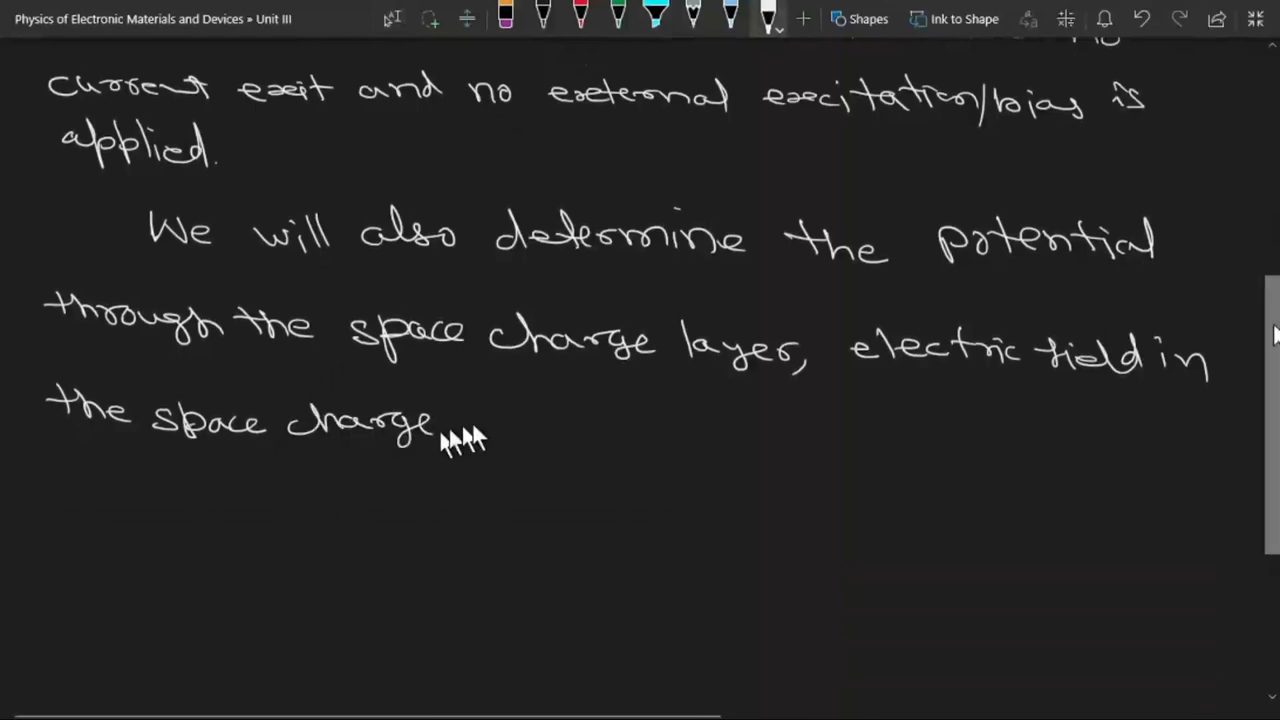 Physics of Electronic Materials and Devices » Unit III
Shapes
Ink to Shape
current exit and no external excitation/bias is
applied.
We will also determine the potential
through the space charge layer, electric field in
the space charge